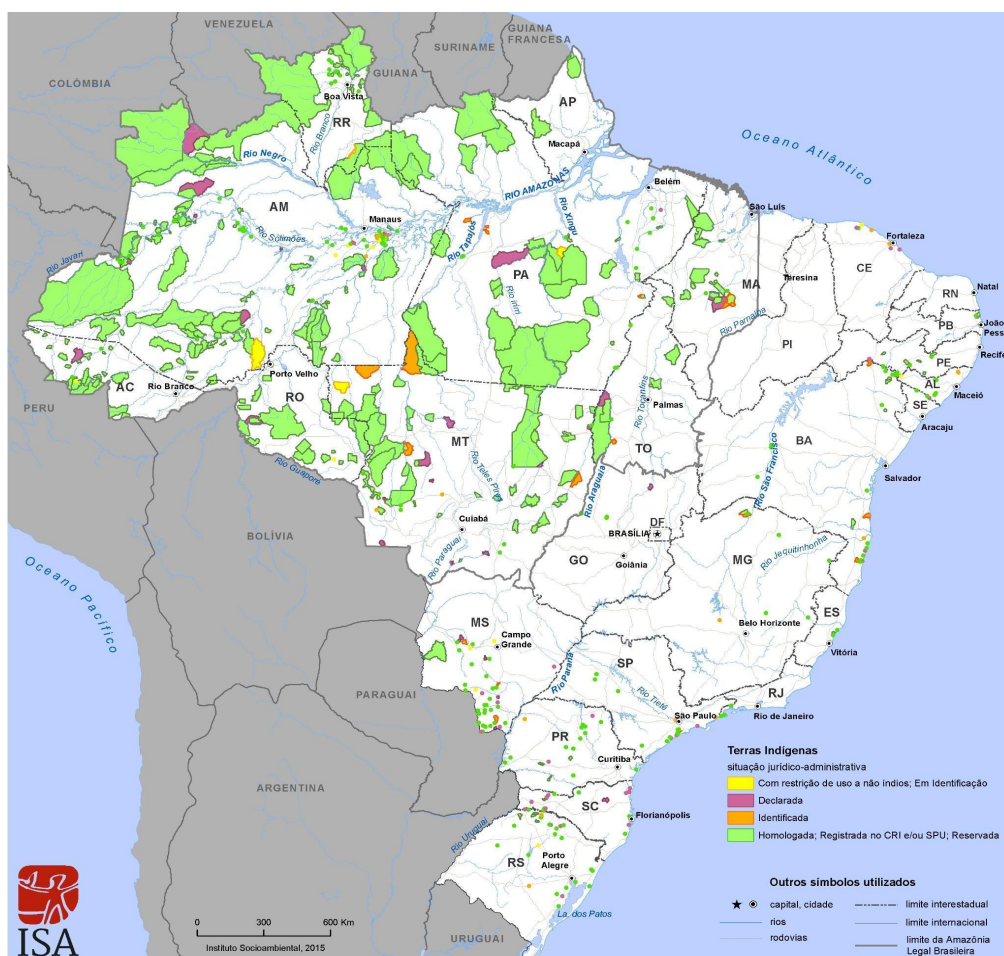 VENEZUELA
GUIANA
FRANCESA
SURINAME
GUIANA
COLÔMBIA
Boa Vista
RR
AP
Rio Branco
Macapá
Oceano Atlântico
Rio Negro
RIO AMAZONAS
Belém
AM
Manaus
São Luís
Rio Xingu
Rio Tapajós
Rio Solimões
Fortaleza
Rio Javari
PA
MA
Teresina
CE
Natal
Rio Iriri
RN
Rio Parnaíba
PB
João
Pess
PI
Recife
PE
Porto Velho
AC
Rio Branco
AL
Maceió
PERU
RO
Palmas
SE
Aracaju
Rio Tocantins
MT
TO
BA
Rio Guaporé
Rio Teles Pires
Rio São Francisco
Salvador
Rio Araguaia
Cuiabá
DF
BRASÍLIA
BOLÍVIA
Rio Paraguai
GO
Goiânia
MG
Rio Jequitinhonha
Oceano Pacífico
MS
Campo
Grande
Belo Horizonte
ES
Vitória
SP
Rio Paraná
PARAGUAI
Rio Tietê
RJ
São Paulo
Rio de Janeiro
PR
Curitiba
ARGENTINA
SC
Florianópolis
Rio Uruguai
RS
Porto
Alegre
La. dos Patos
URUGUAI
Terras Indígenas
situação jurídico-administrativa
Com restrição de uso a não índios; Em Identificação
Declarada
Identificada
Homologada; Registrada no CRI e/ou SPU; Reservada
Outros símbolos utilizados
capital, cidade
rios
rodovias
limite interestadual
limite internacional
limite da Amazônia
Legal Brasileira
0 300 600 Km
Instituto Socioambiental, 2015
ISA